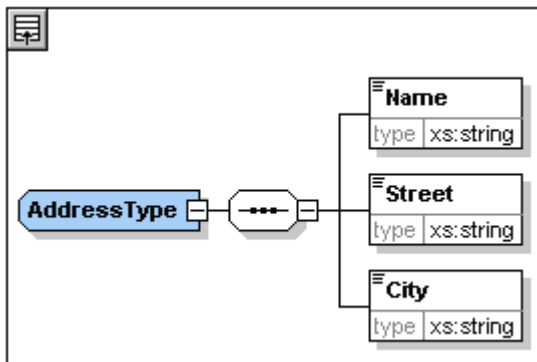 Name
type xs:string
AddressType
Street
type xs:string
City
type xs:string